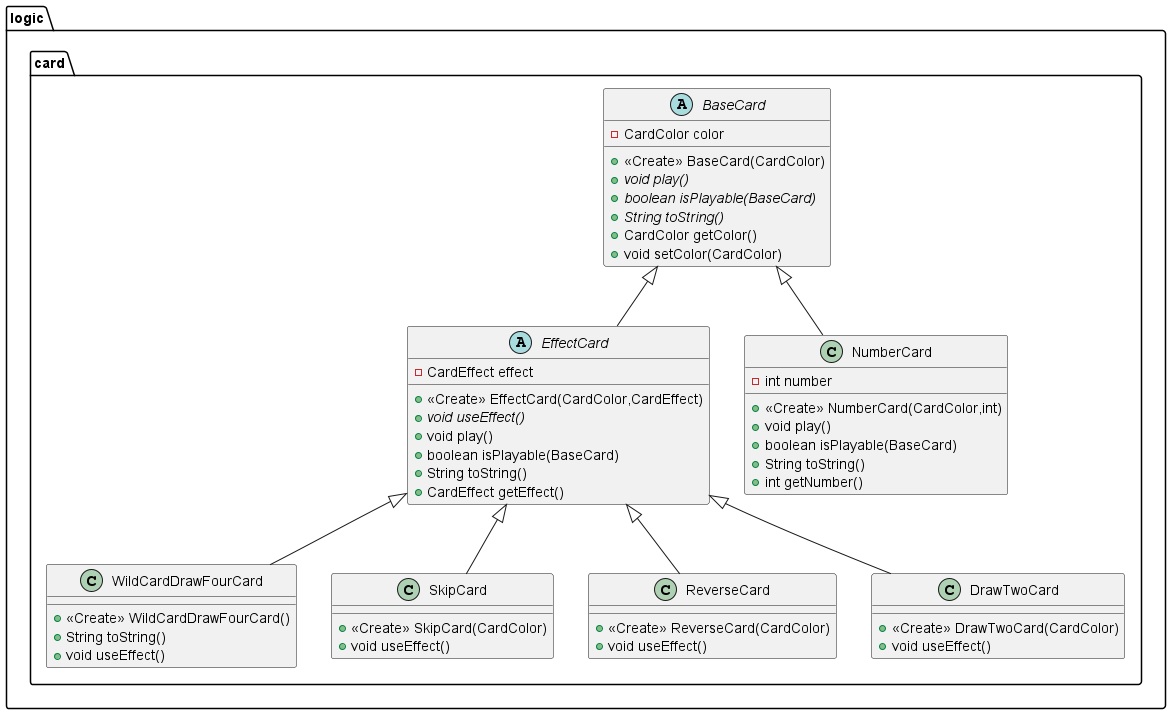 logic
card
A BaseCard
CardColor color
«Create» BaseCard(CardColor)
void play()
boolean isPlayable(BaseCard)
String toString()
CardColor getColor()
void setColor(CardColor)
A EffectCard
CardEffect effect
«Create» EffectCard(CardColor,CardEffect)
void useEffect()
void play()
boolean isPlayable(BaseCard)
String toString()
CardEffect getEffect()
C NumberCard
int number
«Create» NumberCard(CardColor,int)
void play()
boolean isPlayable(BaseCard)
String toString()
int getNumber()
C WildCardDrawFourCard
«Create» WildCardDrawFourCard()
String toString()
void useEffect()
C SkipCard
«Create» SkipCard(CardColor)
void useEffect()
C ReverseCard
«Create» ReverseCard(CardColor)
void useEffect()
C DrawTwoCard
«Create» DrawTwoCard(CardColor)
void useEffect()